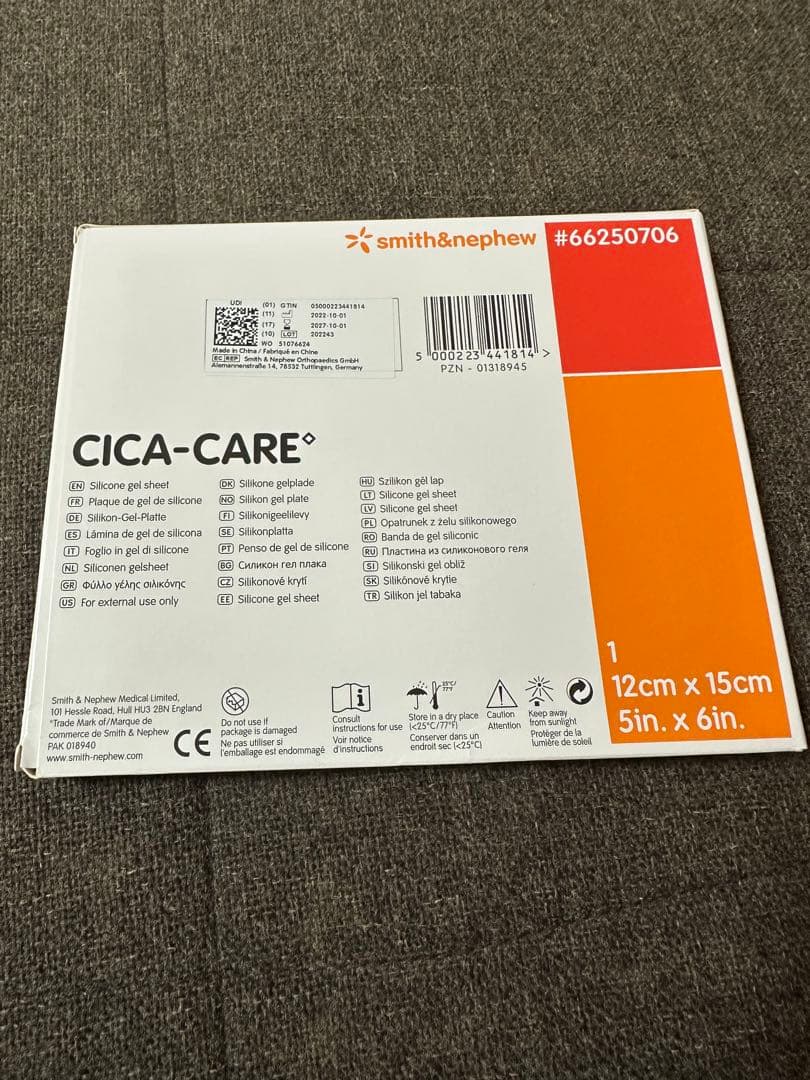 smith&nephew
#66250706
UDI
(01) GTIN 05000223441814
(11) 2022-10-01
(17) 2027-10-01
(10) LOT 202243
WO 51076624
Made in China / Fabriqué en Chine
EC REP Smith & Nephew Orthopaedics GmbH
Alemannenstraße 14, 78532 Tuttlingen, Germany
5 000223 441814 >
PZN - 01318945
CICA-CARE◊
EN Silicone gel sheet
FR Plaque de gel de silicone
DE Silikon-Gel-Platte
ES Lámina de gel de silicona
IT Foglio in gel di silicone
NL Siliconen gelsheet
GR Φύλλο γέλης σιλικόνης
US For external use only
DK Silikone gelplade
NO Silikon gel plate
FI Silikonigeelilevy
SE Silikonplatta
PT Penso de gel de silicone
BG Силикон гел плака
CZ Silikonové krytí
EE Silicone gel sheet
HU Szilikon gél lap
LT Silicone gel sheet
LV Silicone gel sheet
PL Opatrunek z żelu silikonowego
RO Banda de gel siliconic
RU Пластина из силиконового геля
SI Silikonski gel obliž
SK Silikónové krytie
TR Silikon jel tabaka
1
12cm x 15cm
5in. x 6in.
Smith & Nephew Medical Limited,
101 Hessle Road, Hull HU3 2BN England
*Trade Mark of/Marque de
commerce de Smith & Nephew
PAK 018940
www.smith-nephew.com
CE
Do not use if
package is damaged
Ne pas utiliser si
l'emballage est endommagé
Consult
instructions for use
Voir notice
d'instructions
25°C/
77°F
Store in a dry place
(<25°C/77°F)
Conserver dans un
endroit sec (<25°C)
Caution
Attention
Keep away
from sunlight
Protéger de la
lumière de soleil